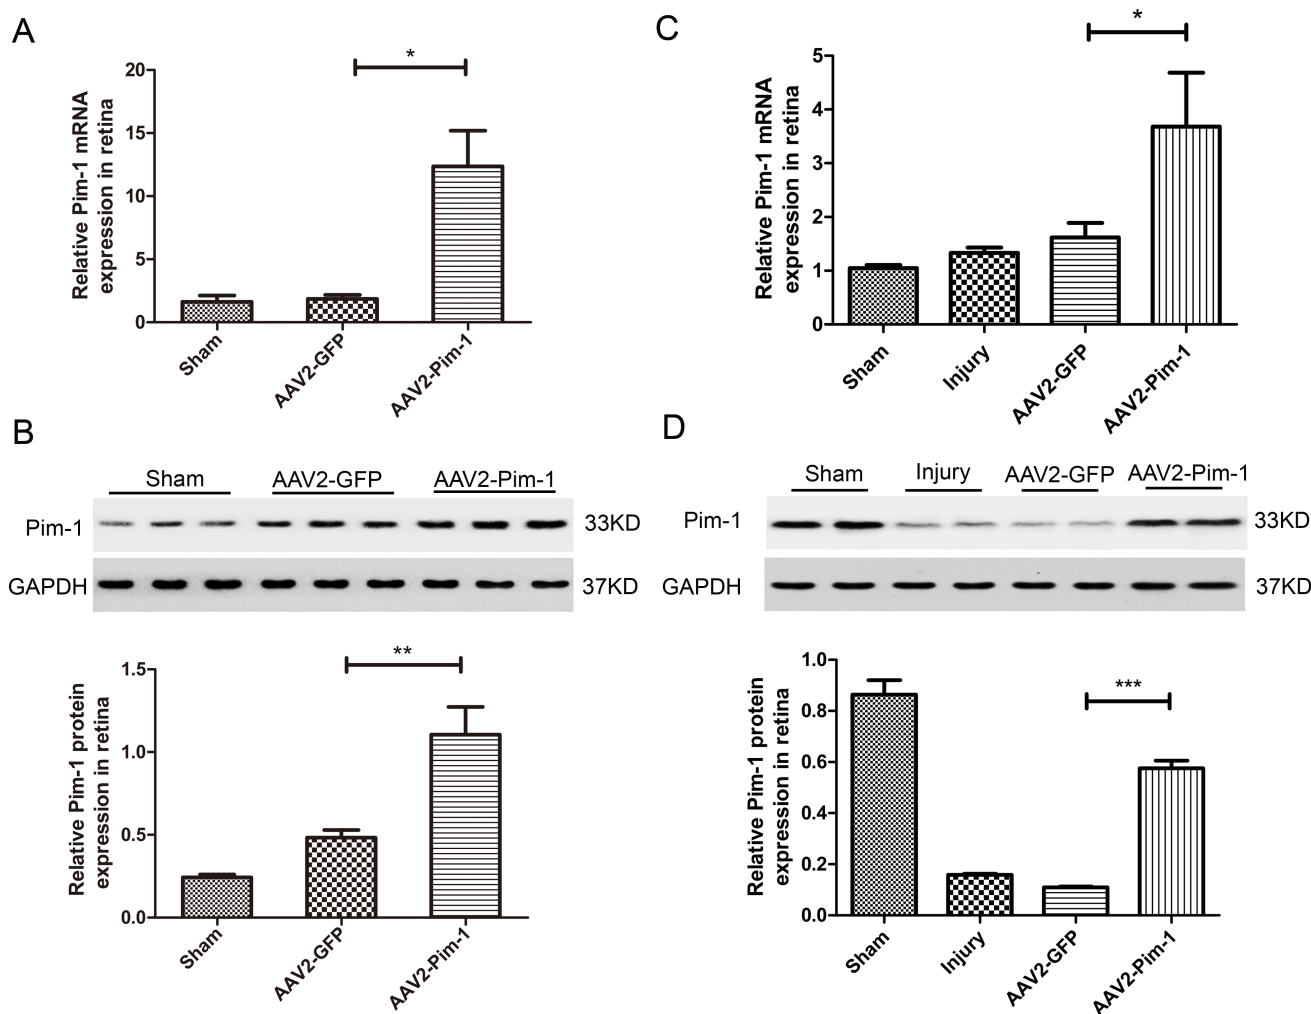 A
*
20
15
10
5
0
Relative Pim-1 mRNA
expression in retina
Sham
AAV2-GFP
AAV2-Pim-1
C
*
5
4
3
2
1
0
Relative Pim-1 mRNA
expression in retina
Sham
Injury
AAV2-GFP
AAV2-Pim-1
B
Sham AAV2-GFP AAV2-Pim-1
Pim-1 33KD
GAPDH 37KD
**
1.5
1.0
0.5
0.0
Relative Pim-1 protein
expression in retina
Sham
AAV2-GFP
AAV2-Pim-1
D
Sham Injury AAV2-GFP AAV2-Pim-1
Pim-1 33KD
GAPDH 37KD
***
1.0
0.8
0.6
0.4
0.2
0.0
Relative Pim-1 protein
expression in retina
Sham
Injury
AAV2-GFP
AAV2-Pim-1